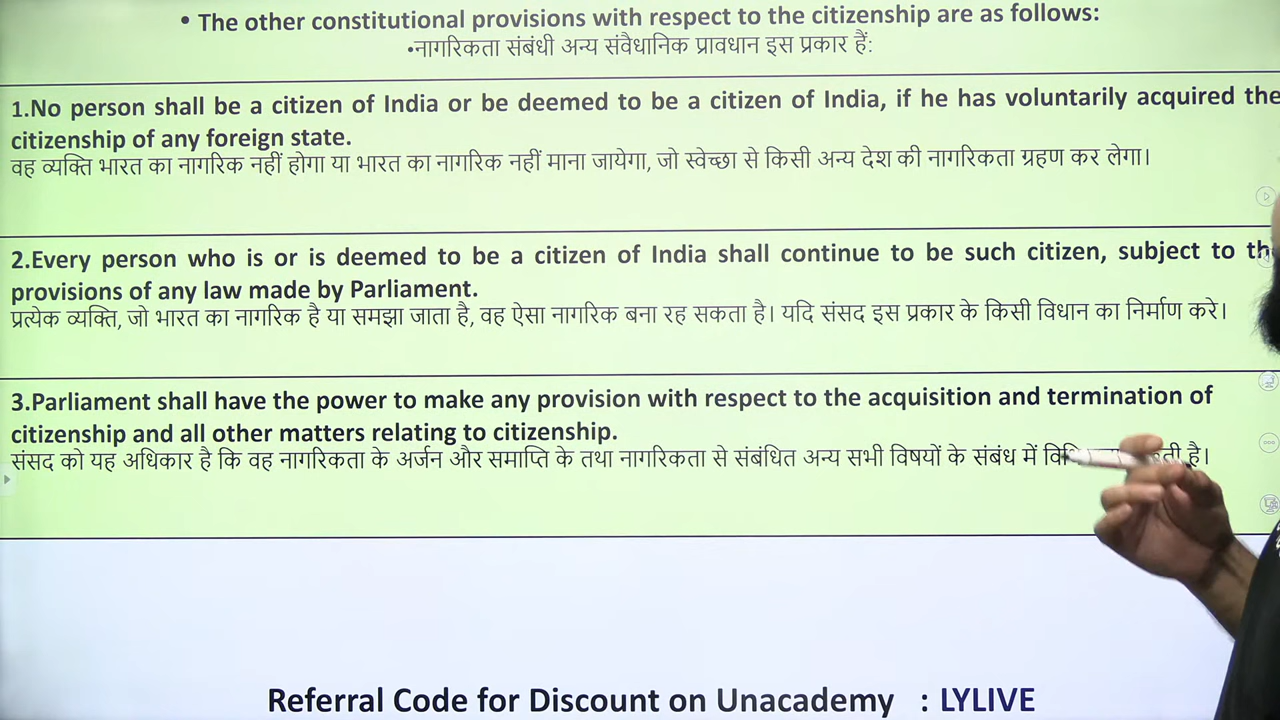 • The other constitutional provisions with respect to the citizenship are as follows:
•नागरिकता संबंधी अन्य संवैधानिक प्रावधान इस प्रकार हैं:
1.No person shall be a citizen of India or be deemed to be a citizen of India, if he has voluntarily acquired the
citizenship of any foreign state.
वह व्यक्ति भारत का नागरिक नहीं होगा या भारत का नागरिक नहीं माना जायेगा, जो स्वेच्छा से किसी अन्य देश की नागरिकता ग्रहण कर लेगा।
2.Every person who is or is deemed to be a citizen of India shall continue to be such citizen, subject to the
provisions of any law made by Parliament.
प्रत्येक व्यक्ति, जो भारत का नागरिक है या समझा जाता है, वह ऐसा नागरिक बना रह सकता है। यदि संसद इस प्रकार के किसी विधान का निर्माण करे।
3.Parliament shall have the power to make any provision with respect to the acquisition and termination of
citizenship and all other matters relating to citizenship.
संसद को यह अधिकार है कि वह नागरिकता के अर्जन और समाप्ति के तथा नागरिकता से संबंधित अन्य सभी विषयों के संबंध में है।
Referral Code for Discount on Unacademy : LYLIVE